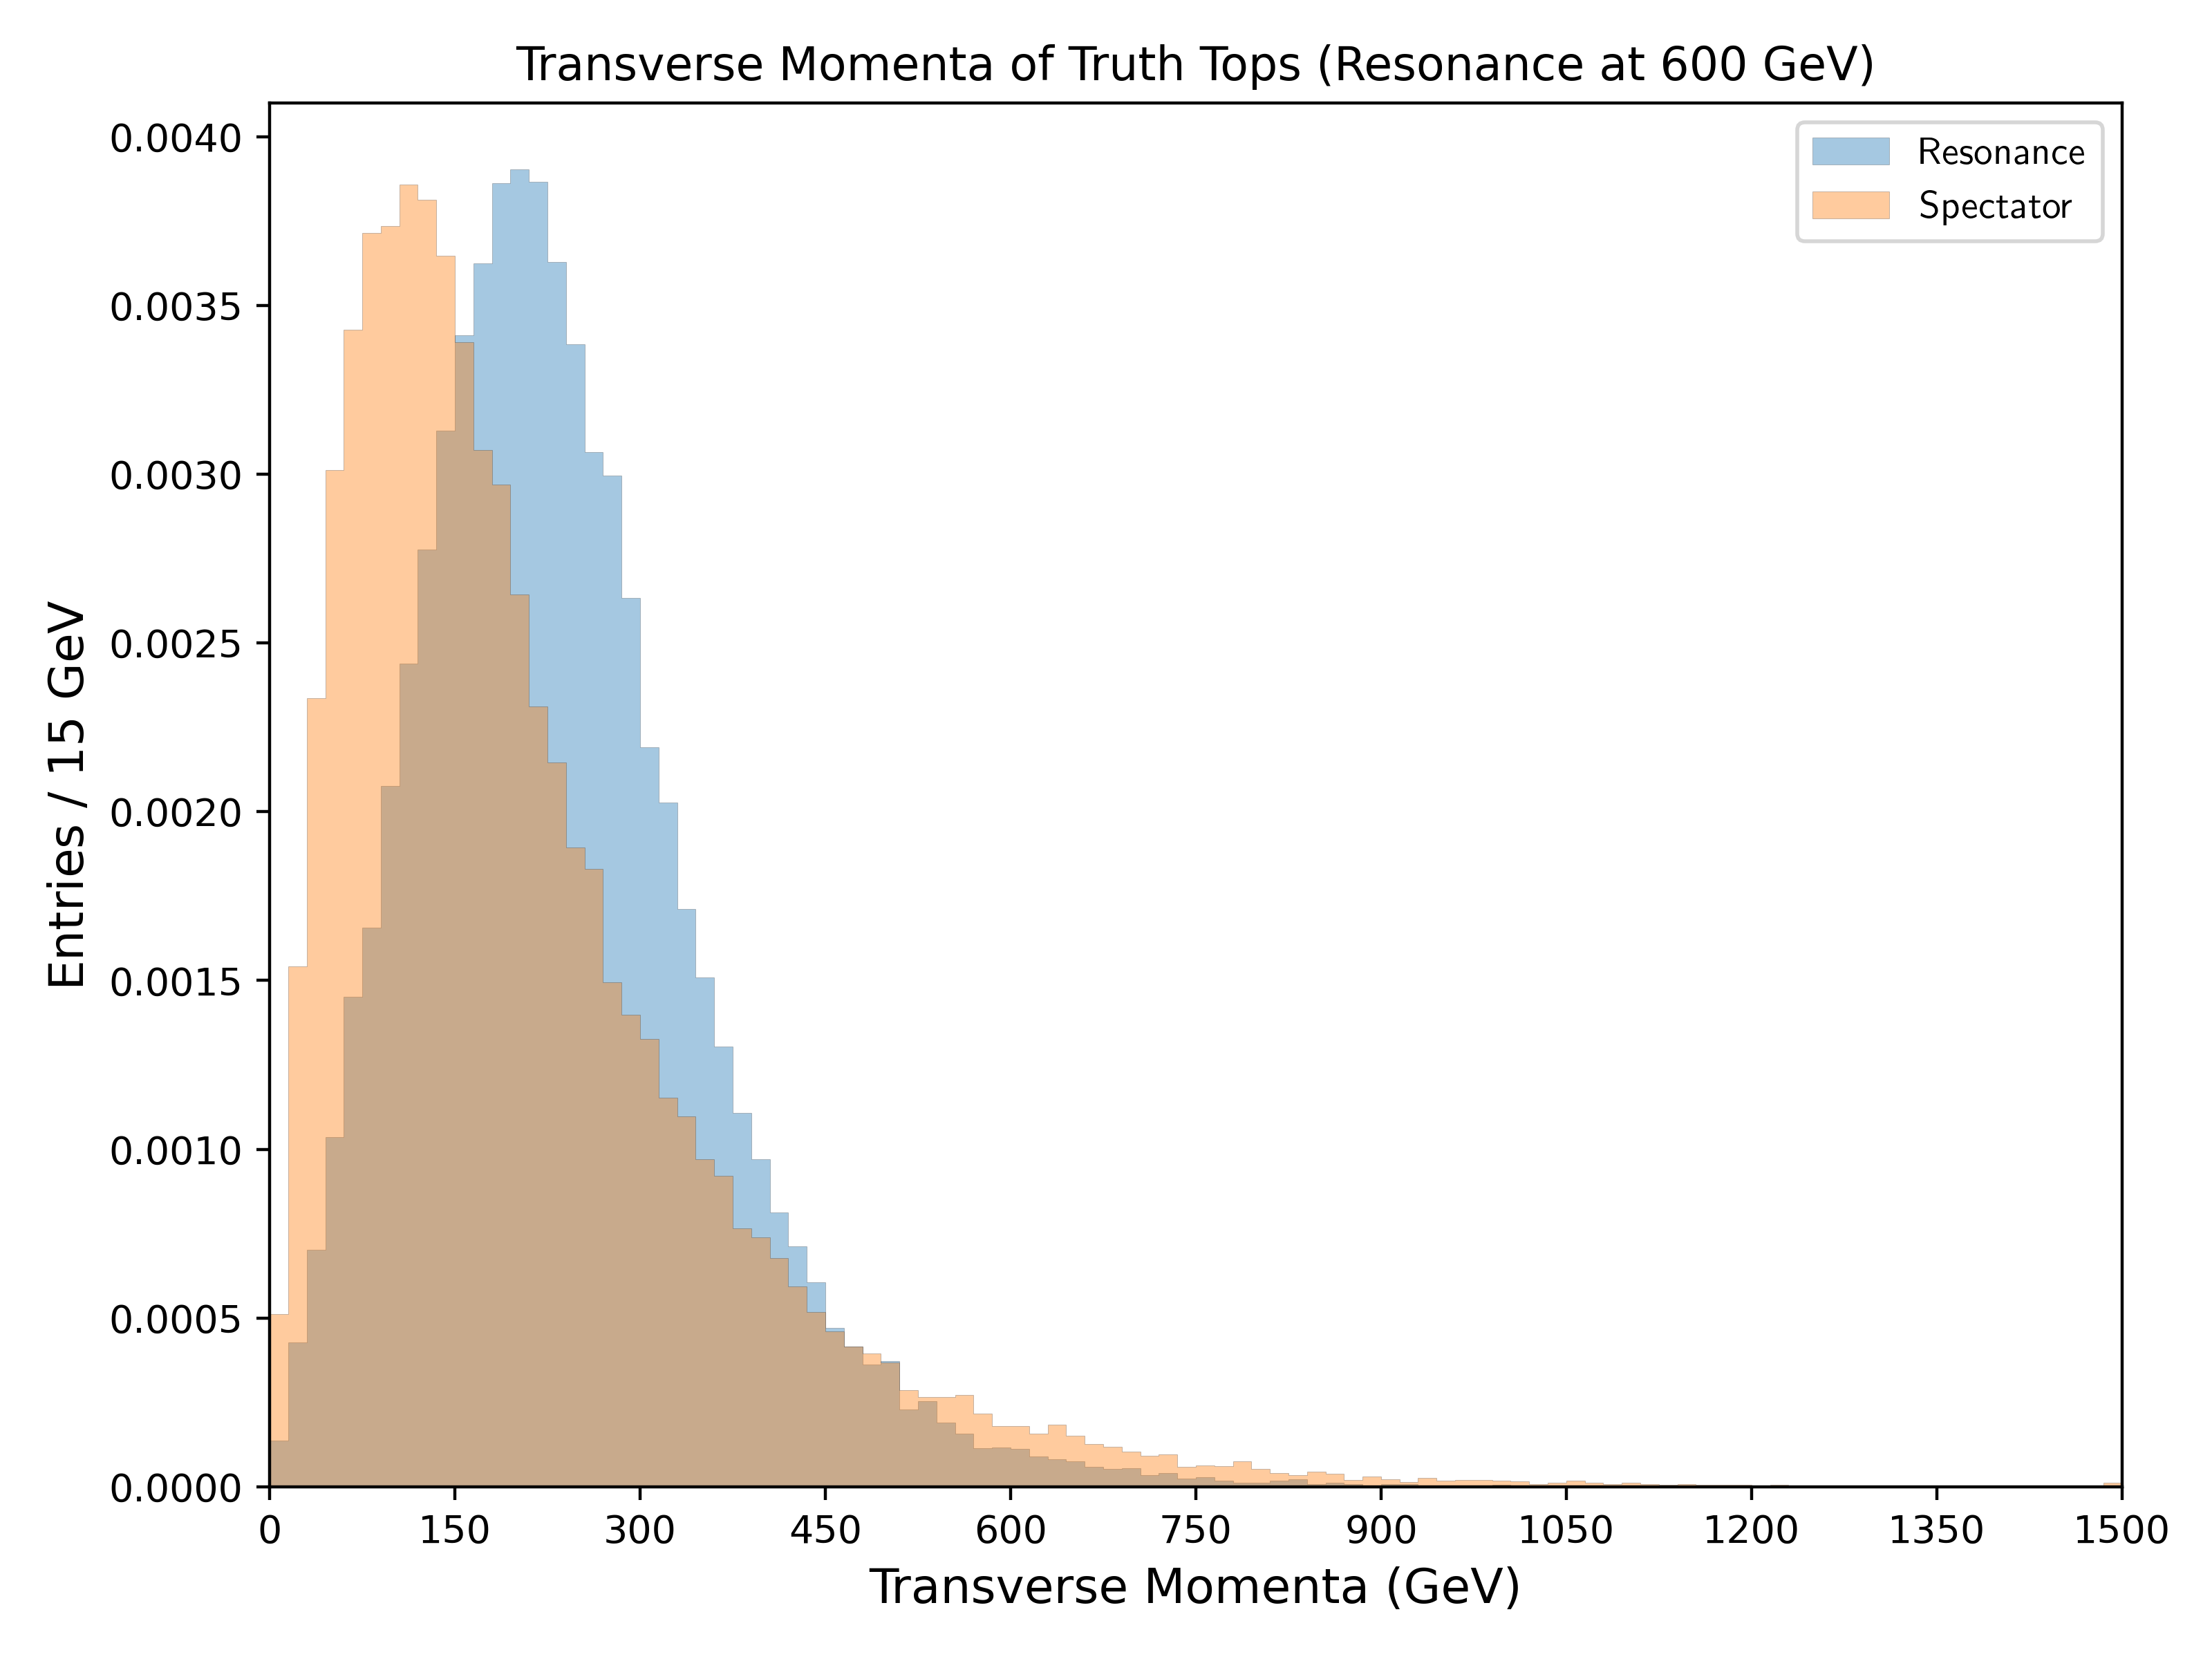 Transverse Momenta of Truth Tops (Resonance at 600 GeV)
Resonance
Spectator
Entries / 15 GeV
0.0040
0.0035
0.0030
0.0025
0.0020
0.0015
0.0010
0.0005
0.0000
0 150 300 450 600 750 900 1050 1200 1350 1500
Transverse Momenta (GeV)